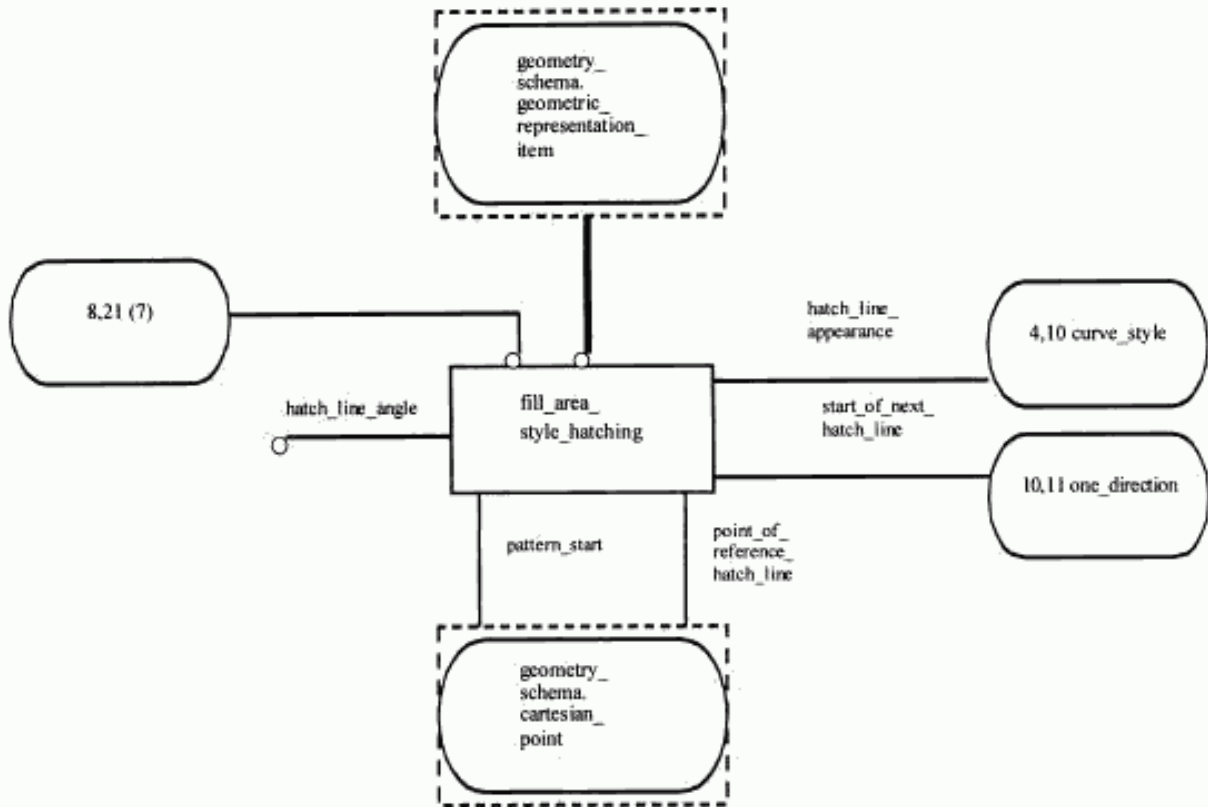 geometry_
schema.
geometric_
representation_
item
8,21 (7)
hatch_line_
appearance
4,10 curve_style
hatch_line_angle
fill_area_
style_hatching
start_of_next_
hatch_line
10,11 one_direction
pattern_start
point_of_
reference_
hatch_line
geometry_
schema.
cartesian_
point